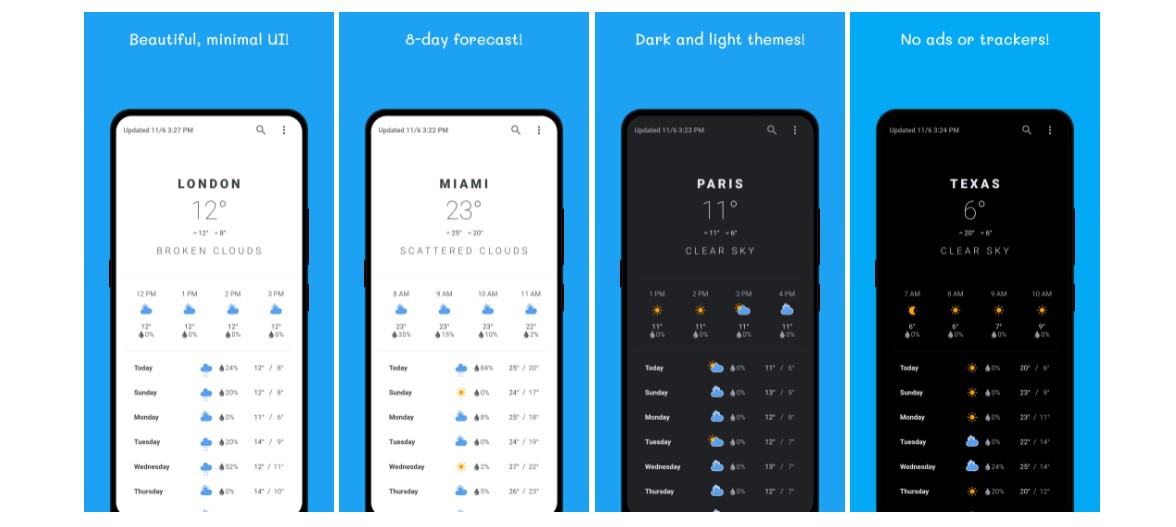 Beautiful, minimal UI!
Updated 11/6 3:27 PM
LONDON
12°
12° 8°
BROKEN CLOUDS
12 PM 1 PM 2 PM 3 PM
12° 12° 12° 12°
0% 0% 0% 0%
Today 24% 12° / 8°
Sunday 20% 12° / 8°
Monday 0% 11° / 6°
Tuesday 20% 14° / 9°
Wednesday 52% 12° / 11°
Thursday 0% 14° / 10°
8-day forecast!
Updated 11/6 3:22 PM
MIAMI
23°
25° 20°
SCATTERED CLOUDS
8 AM 9 AM 10 AM 11 AM
23° 23° 23° 22°
35% 15% 10% 2%
Today 84% 25° / 20°
Sunday 0% 24° / 17°
Monday 8% 25° / 18°
Tuesday 0% 24° / 19°
Wednesday 2% 27° / 22°
Thursday 5% 26° / 23°
Dark and light themes!
Updated 11/6 3:23 PM
PARIS
11°
11° 6°
CLEAR SKY
1 PM 2 PM 3 PM 4 PM
11° 11° 11° 11°
0% 0% 0% 0%
Today 0% 11° / 6°
Sunday 0% 13° / 9°
Monday 0% 12° / 8°
Tuesday 0% 12° / 7°
Wednesday 0% 13° / 7°
Thursday 0% 12° / 7°
No ads or trackers!
Updated 11/6 3:24 PM
TEXAS
6°
20° 6°
CLEAR SKY
7 AM 8 AM 9 AM 10 AM
6° 6° 7° 9°
0% 0% 0% 0%
Today 0% 20° / 6°
Sunday 0% 23° / 9°
Monday 0% 23° / 11°
Tuesday 0% 22° / 14°
Wednesday 24% 25° / 14°
Thursday 20% 20° / 12°